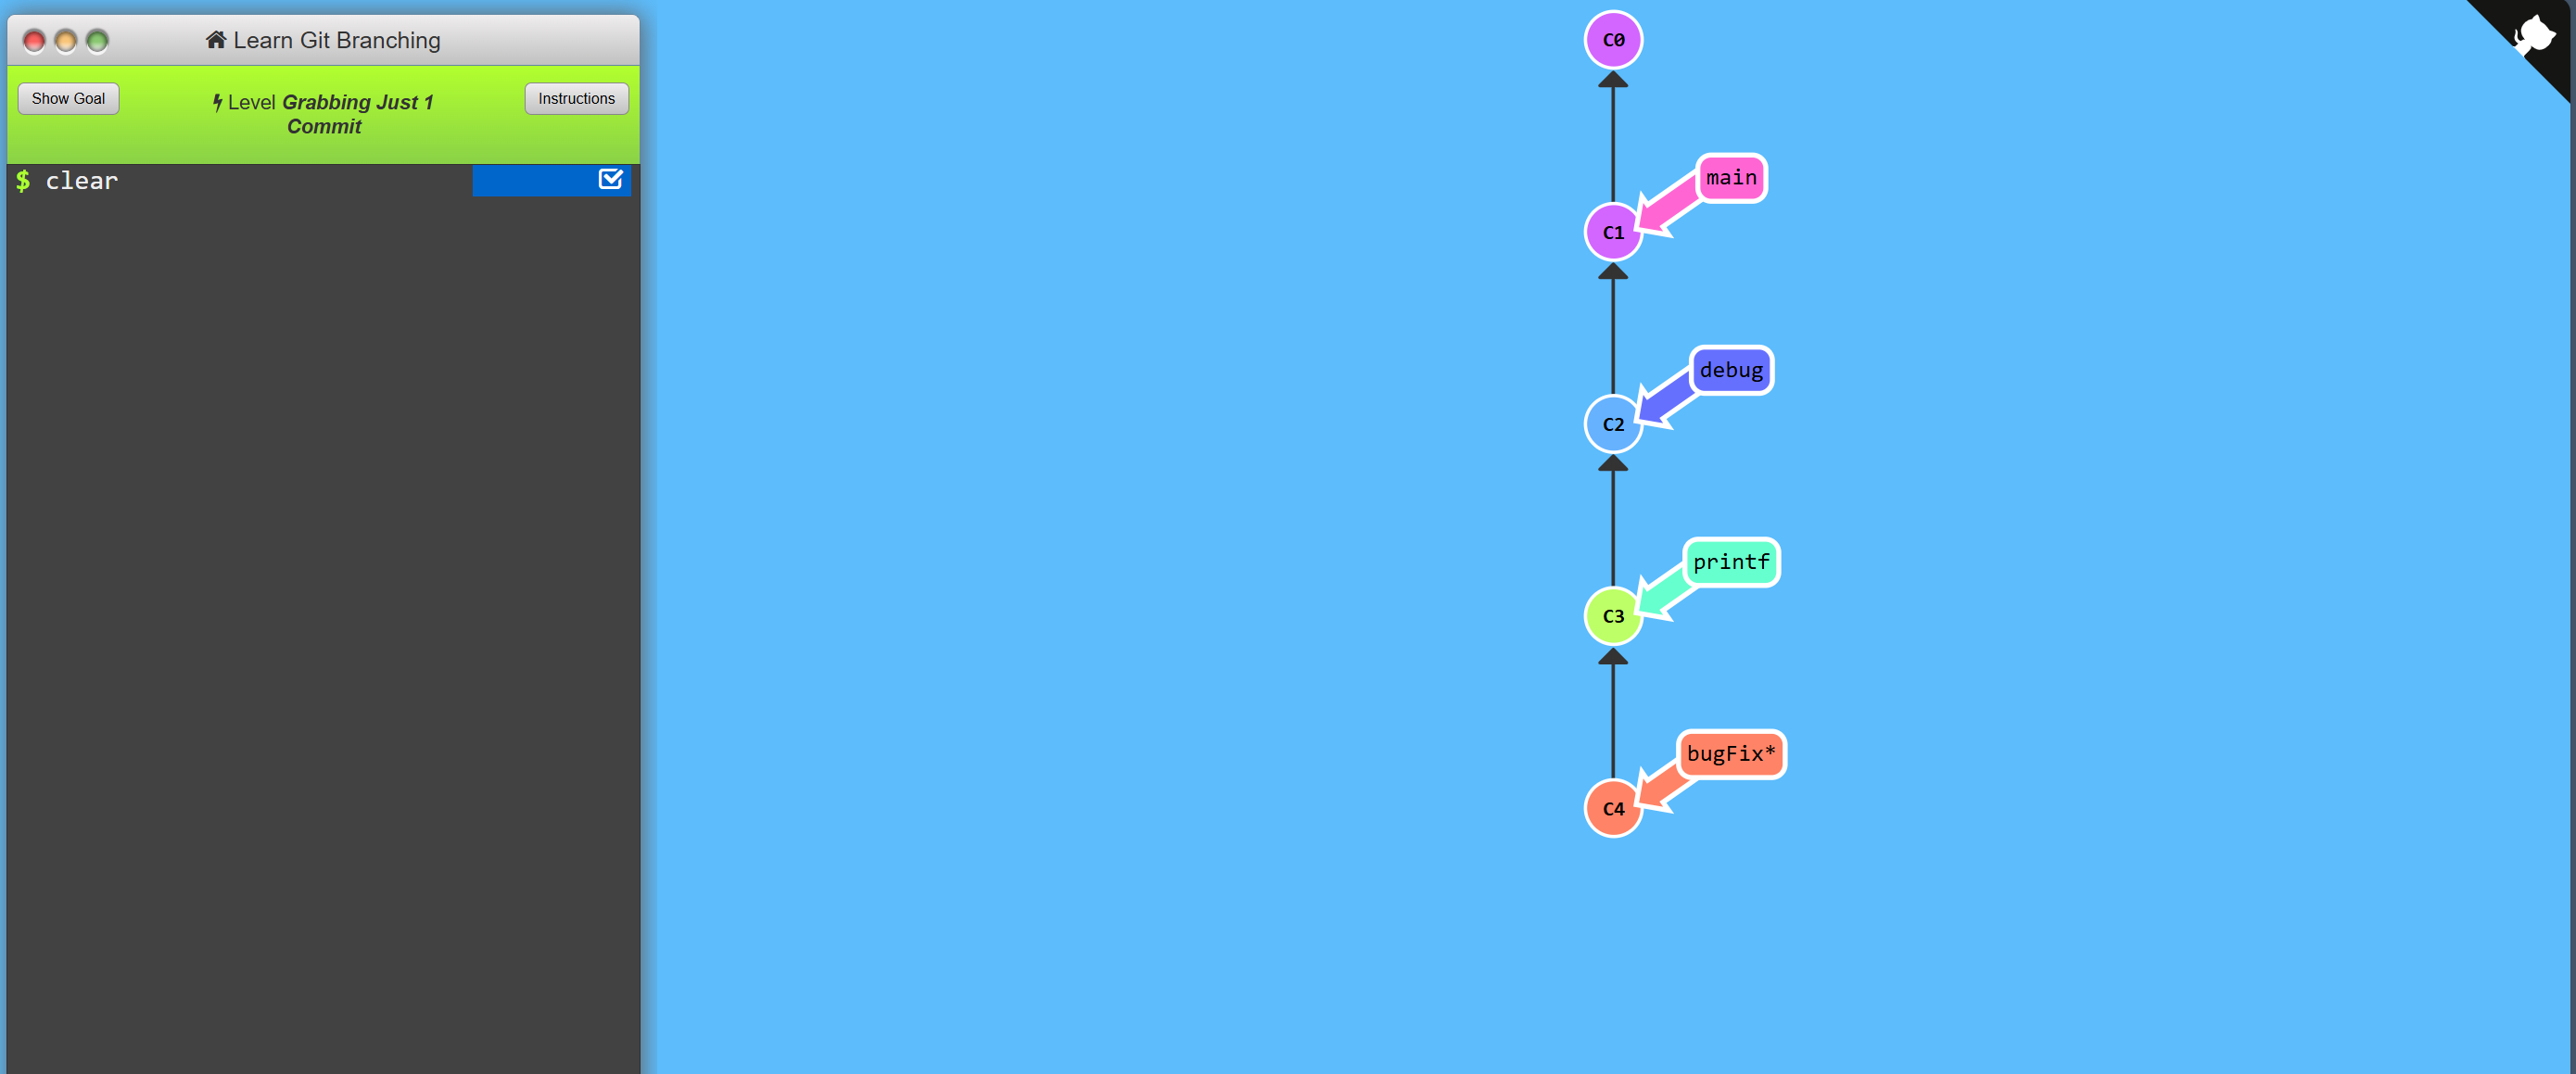 Learn Git Branching
Show Goal
Level Grabbing Just 1
Commit
Instructions
$ clear
C0
main
C1
debug
C2
printf
C3
bugFix*
C4